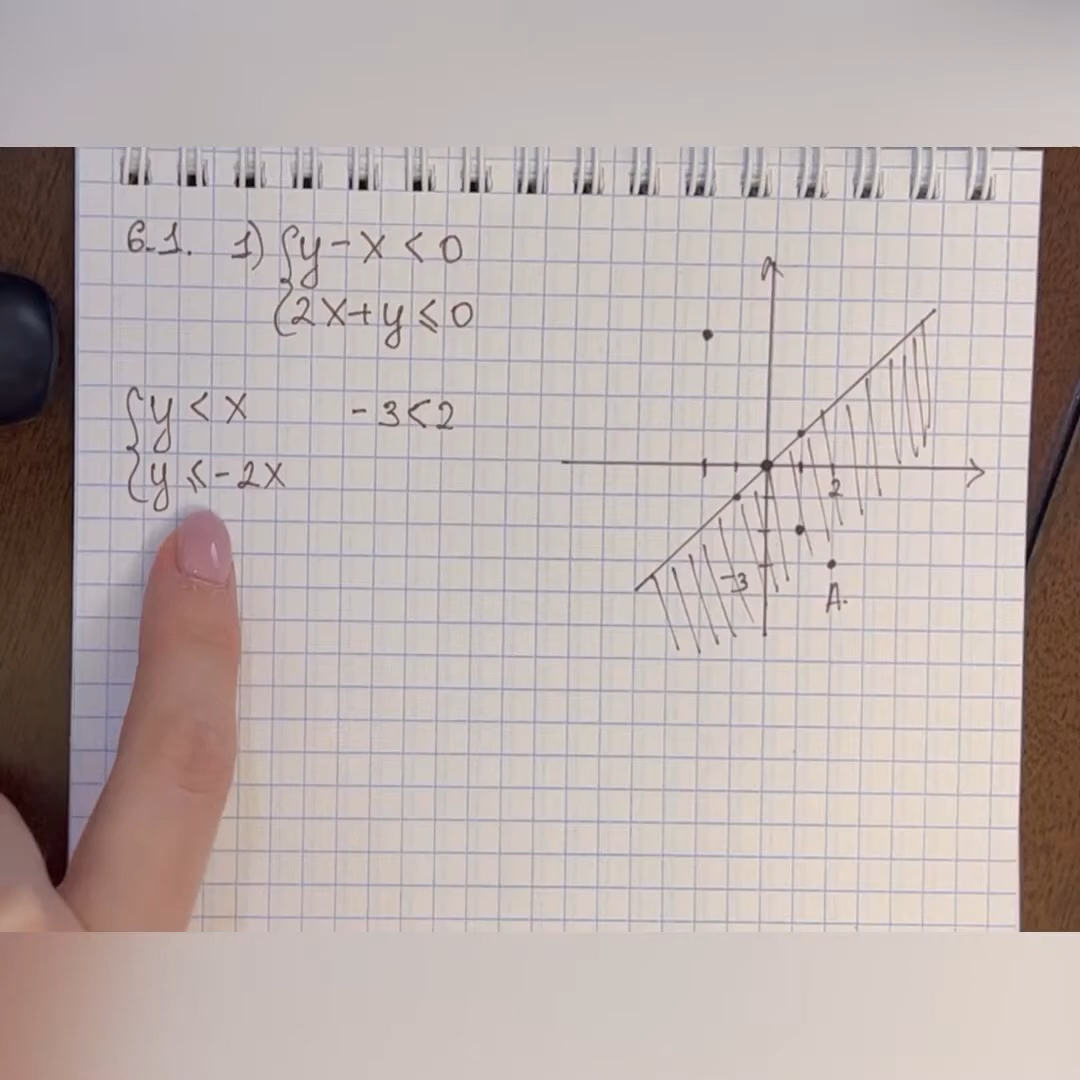 6.1. 1) { y - x < 0
2x + y ⩽ 0
{ y < x - 3 < 2
y ⩽ - 2x
2
-3
A.